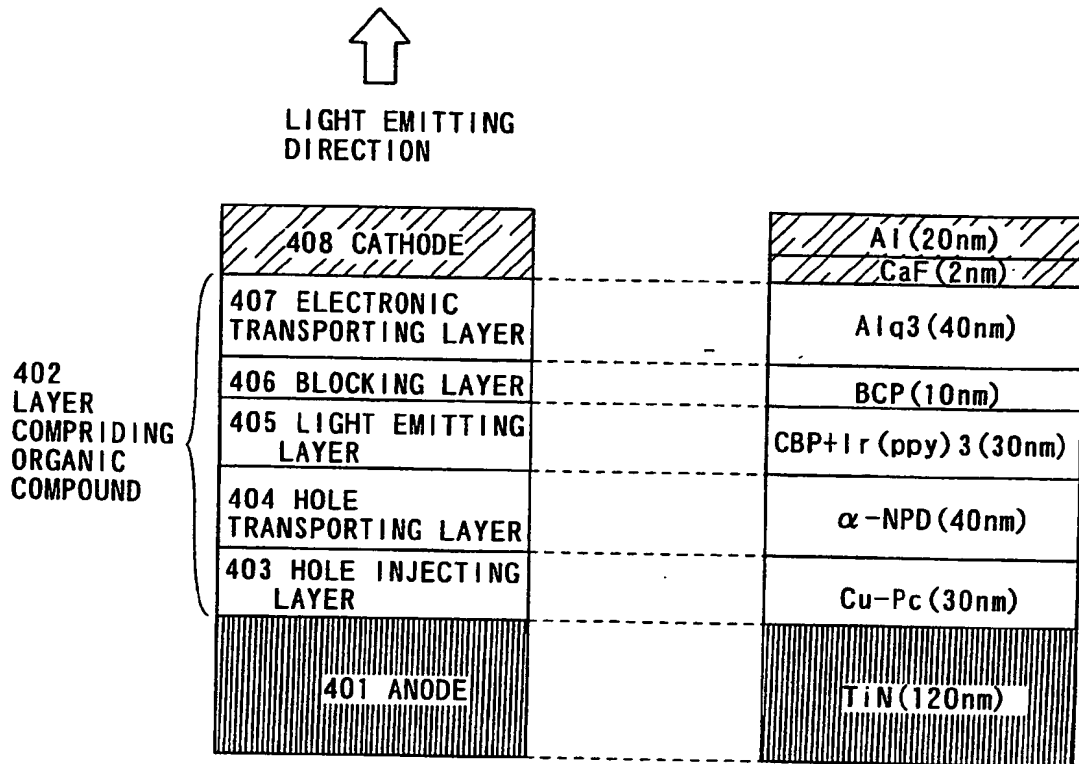 LIGHT EMITTING
DIRECTION
408 CATHODE
407 ELECTRONIC
TRANSPORTING LAYER
406 BLOCKING LAYER
405 LIGHT EMITTING
LAYER
404 HOLE
TRANSPORTING LAYER
403 HOLE INJECTING
LAYER
401 ANODE
402
LAYER
COMPRIDING
ORGANIC
COMPOUND
Al(20nm)
CaF(2nm)
Alq3(40nm)
BCP(10nm)
CBP+Ir(ppy)3(30nm)
α-NPD(40nm)
Cu-Pc(30nm)
TiN(120nm)